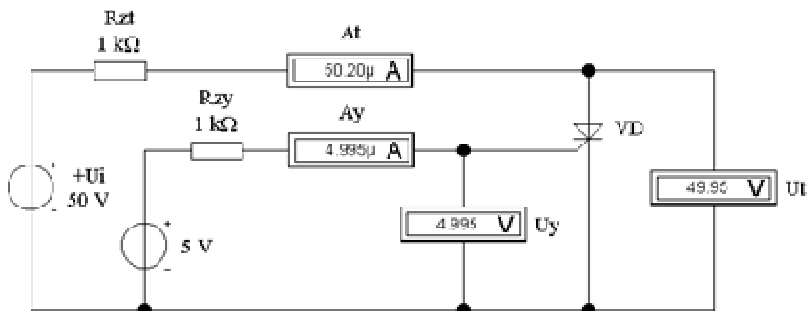 Rzt
1 kΩ
At
50.20µ A
Rzy
1 kΩ
Ay
4.995µ A
VD
+Ui
50 V
5 V
4.995 V
Uy
49.95 V
Ut